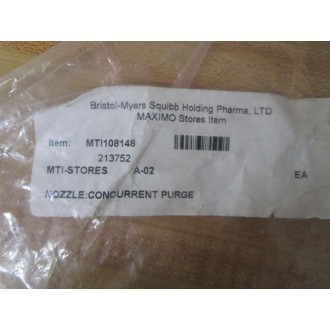 Bristol-Myers Squibb Holding Pharma, LTD
MAXIMO Stores Item
Item: MTI108148
213752
MTI-STORES A-02 EA
NOZZLE:CONCURRENT PURGE